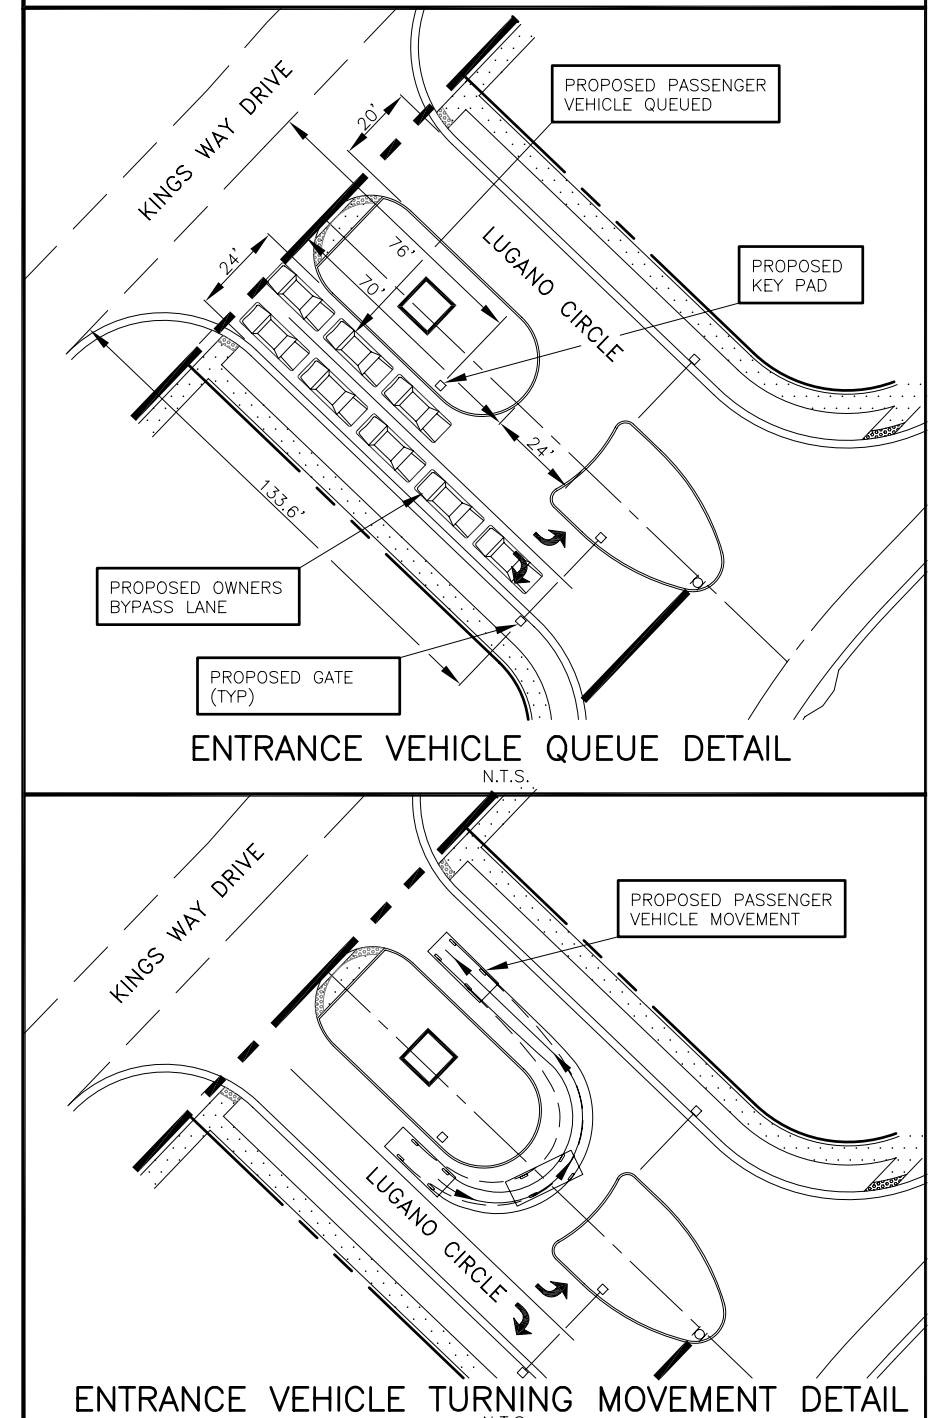 PROPOSED PASSENGER
VEHICLE QUEUED
KINGS WAY DRIVE
20'
LUGANO CIRCLE
PROPOSED
KEY PAD
24'
76'
70'
24'
133.6'
PROPOSED OWNERS
BYPASS LANE
PROPOSED GATE
(TYP)
ENTRANCE VEHICLE QUEUE DETAIL
N.T.S.
KINGS WAY DRIVE
PROPOSED PASSENGER
VEHICLE MOVEMENT
LUGANO CIRCLE
ENTRANCE VEHICLE TURNING MOVEMENT DETAIL
N.T.S.